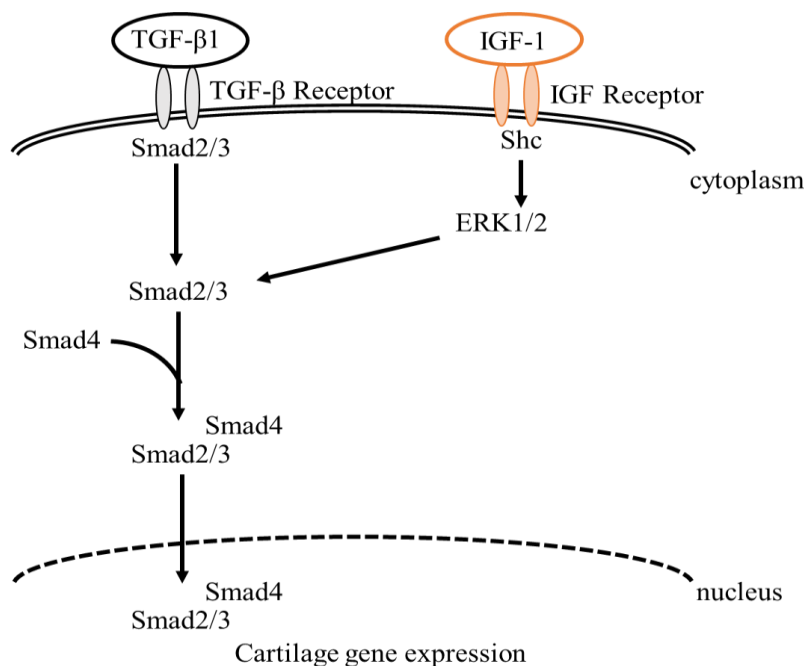 TGF-β1
IGF-1
TGF-β Receptor
IGF Receptor
Smad2/3
Shc
cytoplasm
ERK1/2
Smad2/3
Smad4
Smad4
Smad2/3
Smad4
nucleus
Smad2/3
Cartilage gene expression